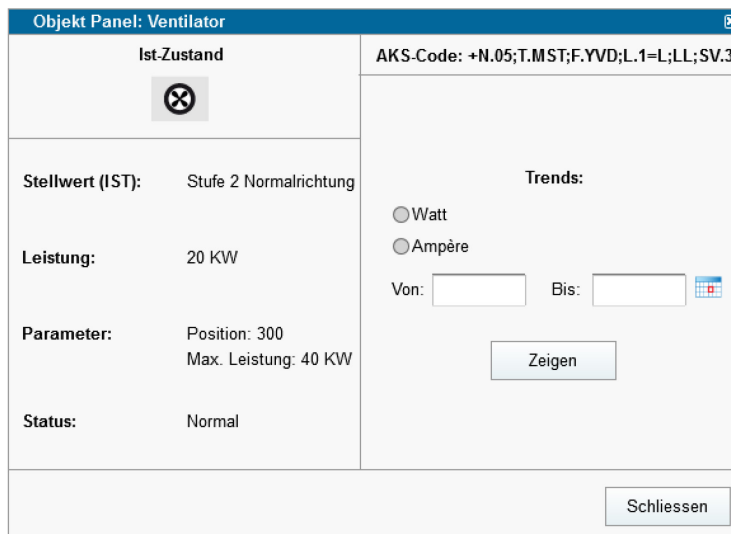 Objekt Panel: Ventilator
Ist-Zustand
AKS-Code: +N.05;T.MST;F.YVD;L.1=L;LL;SV.3
Stellwert (IST): Stufe 2 Normalrichtung
Leistung: 20 KW
Parameter: Position: 300
Max. Leistung: 40 KW
Status: Normal
Trends:
Watt
Ampère
Von: Bis:
Zeigen
Schliessen